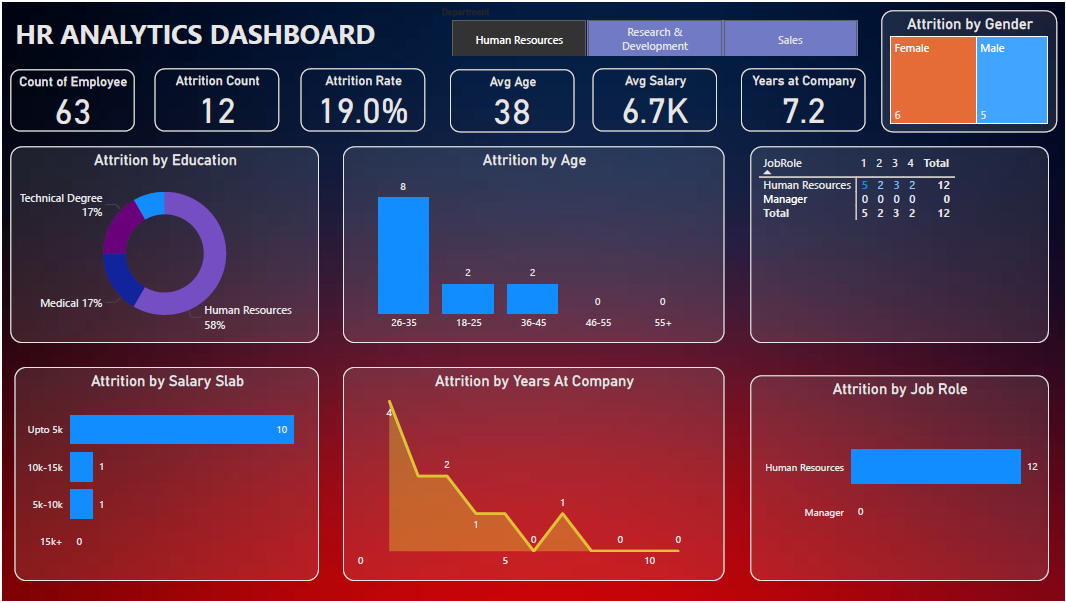 Department
HR ANALYTICS DASHBOARD
Human Resources
Research &
Development
Sales
Attrition by Gender
Female
Male
6
5
Count of Employee
63
Attrition Count
12
Attrition Rate
19.0%
Avg Age
38
Avg Salary
6.7K
Years at Company
7.2
Attrition by Education
Technical Degree
17%
Medical 17%
Human Resources
58%
Attrition by Age
8
2
2
0
0
26-35
18-25
36-45
46-55
55+
JobRole 1 2 3 4 Total
Human Resources 5 2 3 2 12
Manager 0 0 0 0 0
Total 5 2 3 2 12
Attrition by Salary Slab
Upto 5k 10
10k-15k 1
5k-10k 1
15k+ 0
Attrition by Years At Company
4
2
1
0
1
0
0
0
5
10
Attrition by Job Role
Human Resources 12
Manager 0